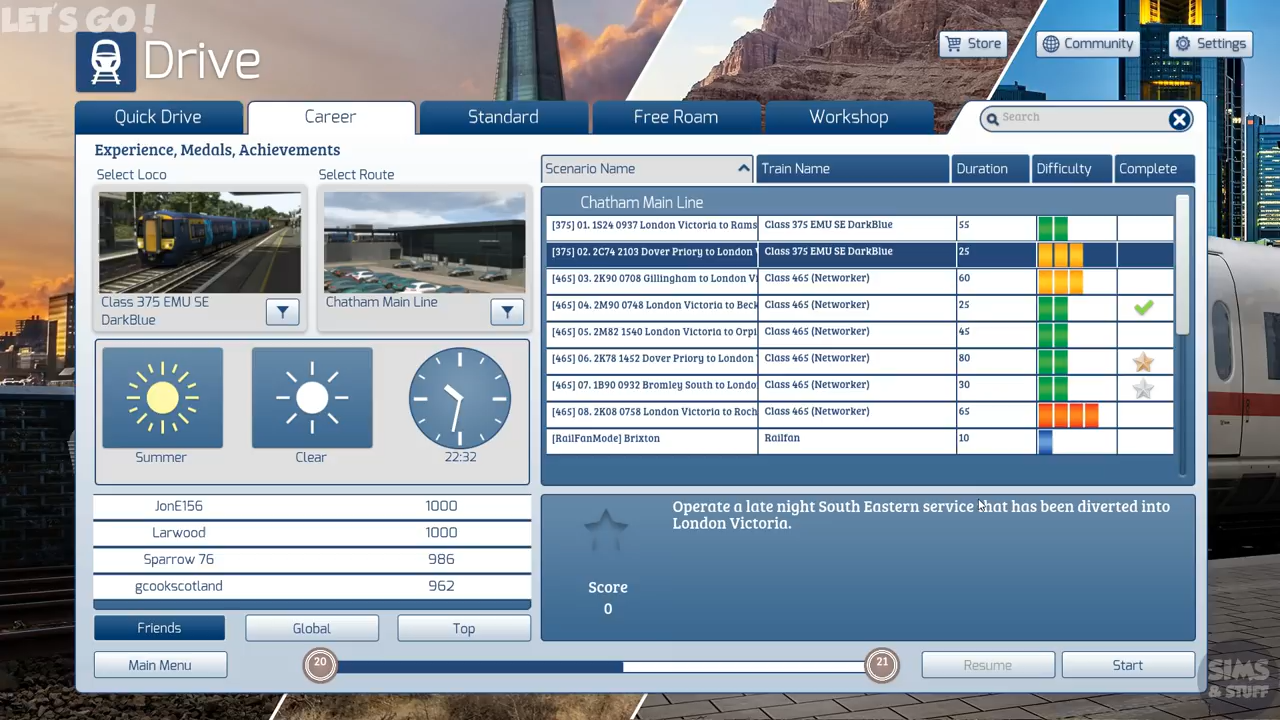 LET'S GO!
Drive
Store
Community
Settings
Quick Drive
Career
Standard
Free Roam
Workshop
Search
Experience, Medals, Achievements
Select Loco
Select Route
Class 375 EMU SE
DarkBlue
Chatham Main Line
Summer
Clear
22:32
Scenario Name
Train Name
Duration
Difficulty
Complete
Chatham Main Line
[375] 01. 1S24 0937 London Victoria to Rams
Class 375 EMU SE DarkBlue
55
[375] 02. 2C74 2103 Dover Priory to London
Class 375 EMU SE DarkBlue
25
[465] 03. 2K90 0708 Gillingham to London Vi
Class 465 (Networker)
60
[465] 04. 2M90 0748 London Victoria to Beck
Class 465 (Networker)
25
[465] 05. 2M82 1540 London Victoria to Orpi
Class 465 (Networker)
45
[465] 06. 2K78 1452 Dover Priory to London
Class 465 (Networker)
80
[465] 07. 1B90 0932 Bromley South to Londo
Class 465 (Networker)
30
[465] 08. 2K08 0758 London Victoria to Roch
Class 465 (Networker)
65
[RailFanMode] Brixton
Railfan
10
JonE156 1000
Larwood 1000
Sparrow 76 986
gcookscotland 962
Friends
Global
Top
Operate a late night South Eastern service that has been diverted into
London Victoria.
Score
0
Main Menu
20
21
Resume
Start
SIMS
& STUFF